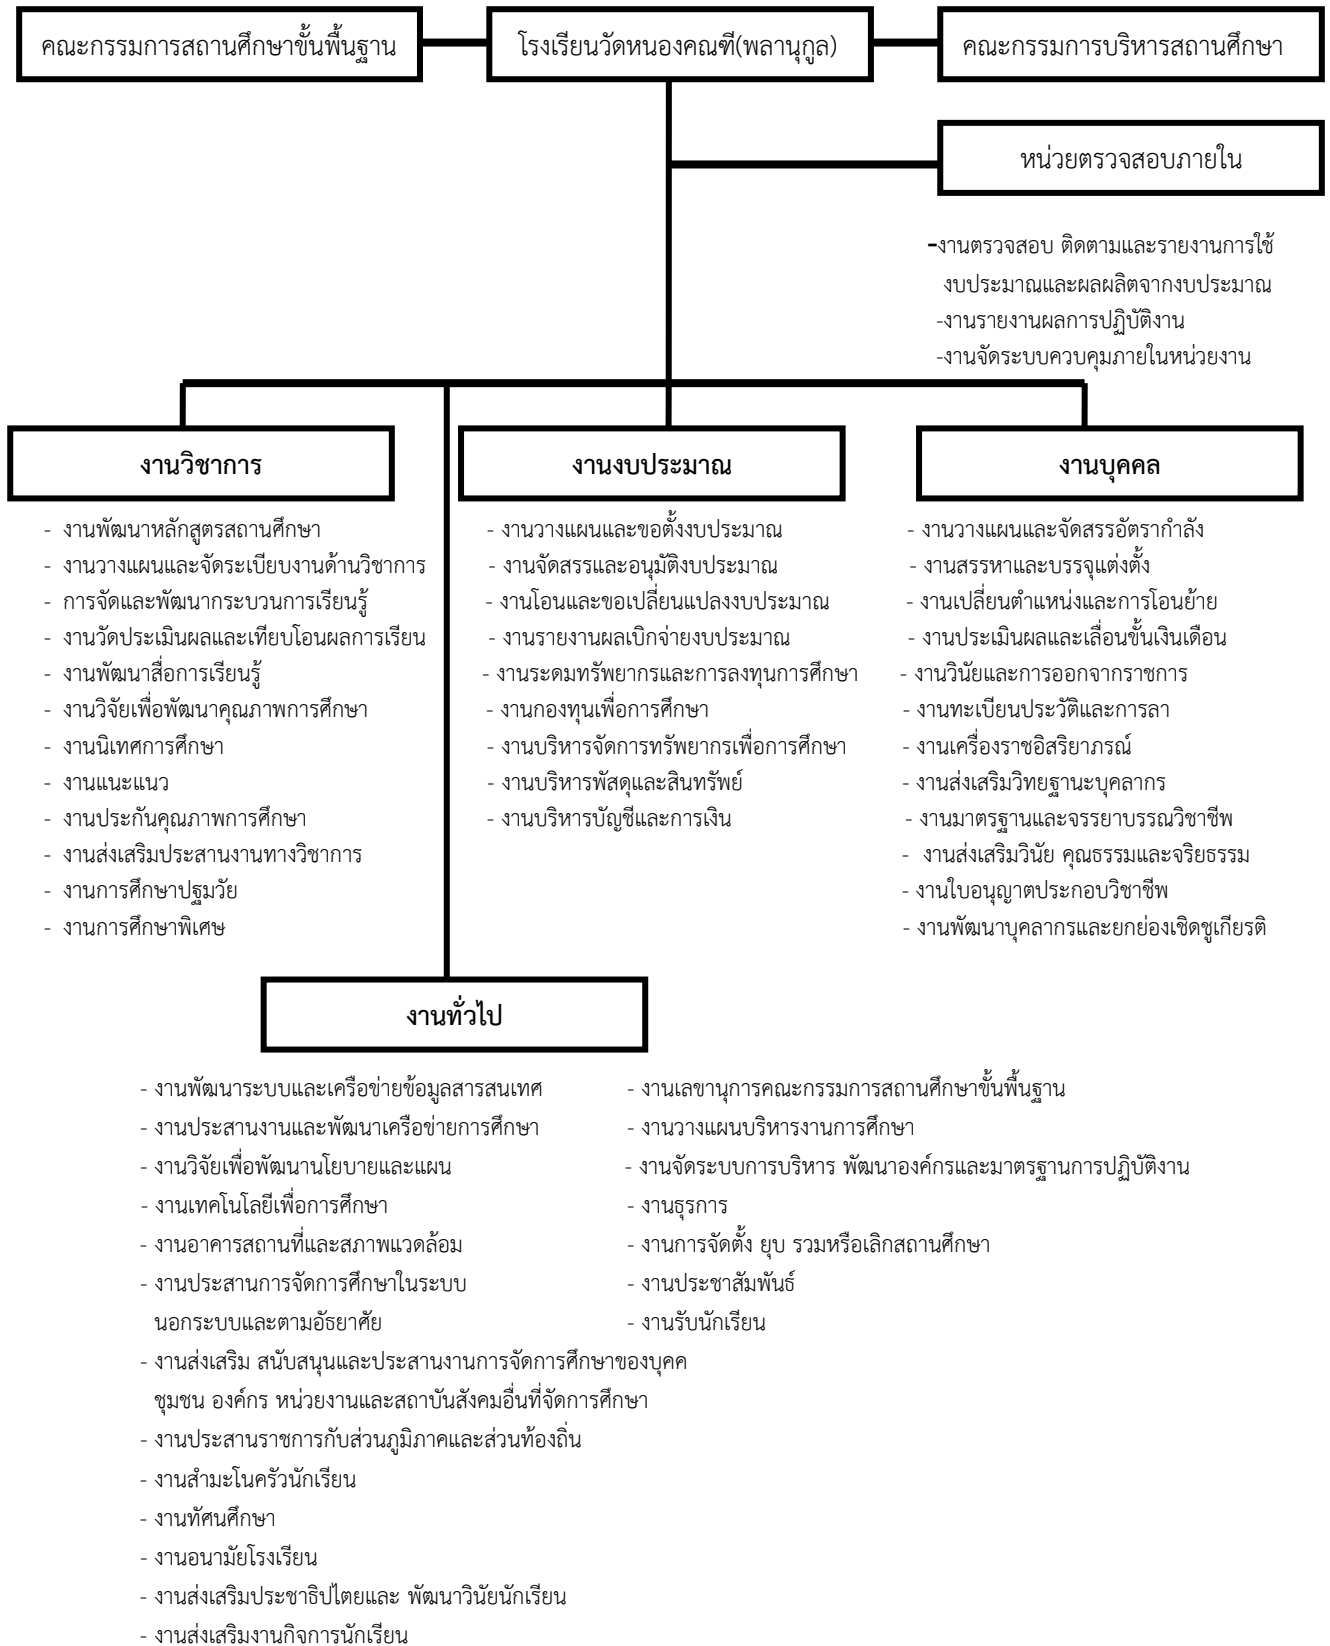 คณะกรรมการสถานศึกษาขั้นพื้นฐาน
โรงเรียนวัดหนองคณฑี(พลานุกูล)
คณะกรรมการบริหารสถานศึกษา
หน่วยตรวจสอบภายใน
-งานตรวจสอบ ติดตามและรายงานการใช้
งบประมาณและผลผลิตจากงบประมาณ
-งานรายงานผลการปฏิบัติงาน
-งานจัดระบบควบคุมภายในหน่วยงาน
งานวิชาการ
- งานพัฒนาหลักสูตรสถานศึกษา
- งานวางแผนและจัดระเบียบงานด้านวิชาการ
- การจัดและพัฒนากระบวนการเรียนรู้
- งานวัดประเมินผลและเทียบโอนผลการเรียน
- งานพัฒนาสื่อการเรียนรู้
- งานวิจัยเพื่อพัฒนาคุณภาพการศึกษา
- งานนิเทศการศึกษา
- งานแนะแนว
- งานประกันคุณภาพการศึกษา
- งานส่งเสริมประสานงานทางวิชาการ
- งานการศึกษาปฐมวัย
- งานการศึกษาพิเศษ
งานงบประมาณ
- งานวางแผนและขอตั้งงบประมาณ
- งานจัดสรรและอนุมัติงบประมาณ
- งานโอนและขอเปลี่ยนแปลงงบประมาณ
- งานรายงานผลเบิกจ่ายงบประมาณ
- งานระดมทรัพยากรและการลงทุนการศึกษา
- งานกองทุนเพื่อการศึกษา
- งานบริหารจัดการทรัพยากรเพื่อการศึกษา
- งานบริหารพัสดุและสินทรัพย์
- งานบริหารบัญชีและการเงิน
งานบุคคล
- งานวางแผนและจัดสรรอัตรากำลัง
- งานสรรหาและบรรจุแต่งตั้ง
- งานเปลี่ยนตำแหน่งและการโอนย้าย
- งานประเมินผลและเลื่อนขั้นเงินเดือน
- งานวินัยและการออกจากราชการ
- งานทะเบียนประวัติและการลา
- งานเครื่องราชอิสริยาภรณ์
- งานส่งเสริมวิทยฐานะบุคลากร
- งานมาตรฐานและจรรยาบรรณวิชาชีพ
- งานส่งเสริมวินัย คุณธรรมและจริยธรรม
- งานใบอนุญาตประกอบวิชาชีพ
- งานพัฒนาบุคลากรและยกย่องเชิดชูเกียรติ
งานทั่วไป
- งานพัฒนาระบบและเครือข่ายข้อมูลสารสนเทศ
- งานประสานงานและพัฒนาเครือข่ายการศึกษา
- งานวิจัยเพื่อพัฒนานโยบายและแผน
- งานเทคโนโลยีเพื่อการศึกษา
- งานอาคารสถานที่และสภาพแวดล้อม
- งานประสานการจัดการศึกษาในระบบ
นอกระบบและตามอัธยาศัย
- งานส่งเสริม สนับสนุนและประสานงานการจัดการศึกษาของบุคค
ชุมชน องค์กร หน่วยงานและสถาบันสังคมอื่นที่จัดการศึกษา
- งานประสานราชการกับส่วนภูมิภาคและส่วนท้องถิ่น
- งานสำมะโนครัวนักเรียน
- งานทัศนศึกษา
- งานอนามัยโรงเรียน
- งานส่งเสริมประชาธิปไตยและ พัฒนาวินัยนักเรียน
- งานส่งเสริมงานกิจการนักเรียน
- งานเลขานุการคณะกรรมการสถานศึกษาขั้นพื้นฐาน
- งานวางแผนบริหารงานการศึกษา
- งานจัดระบบการบริหาร พัฒนาองค์กรและมาตรฐานการปฏิบัติงาน
- งานธุรการ
- งานการจัดตั้ง ยุบ รวมหรือเลิกสถานศึกษา
- งานประชาสัมพันธ์
- งานรับนักเรียน